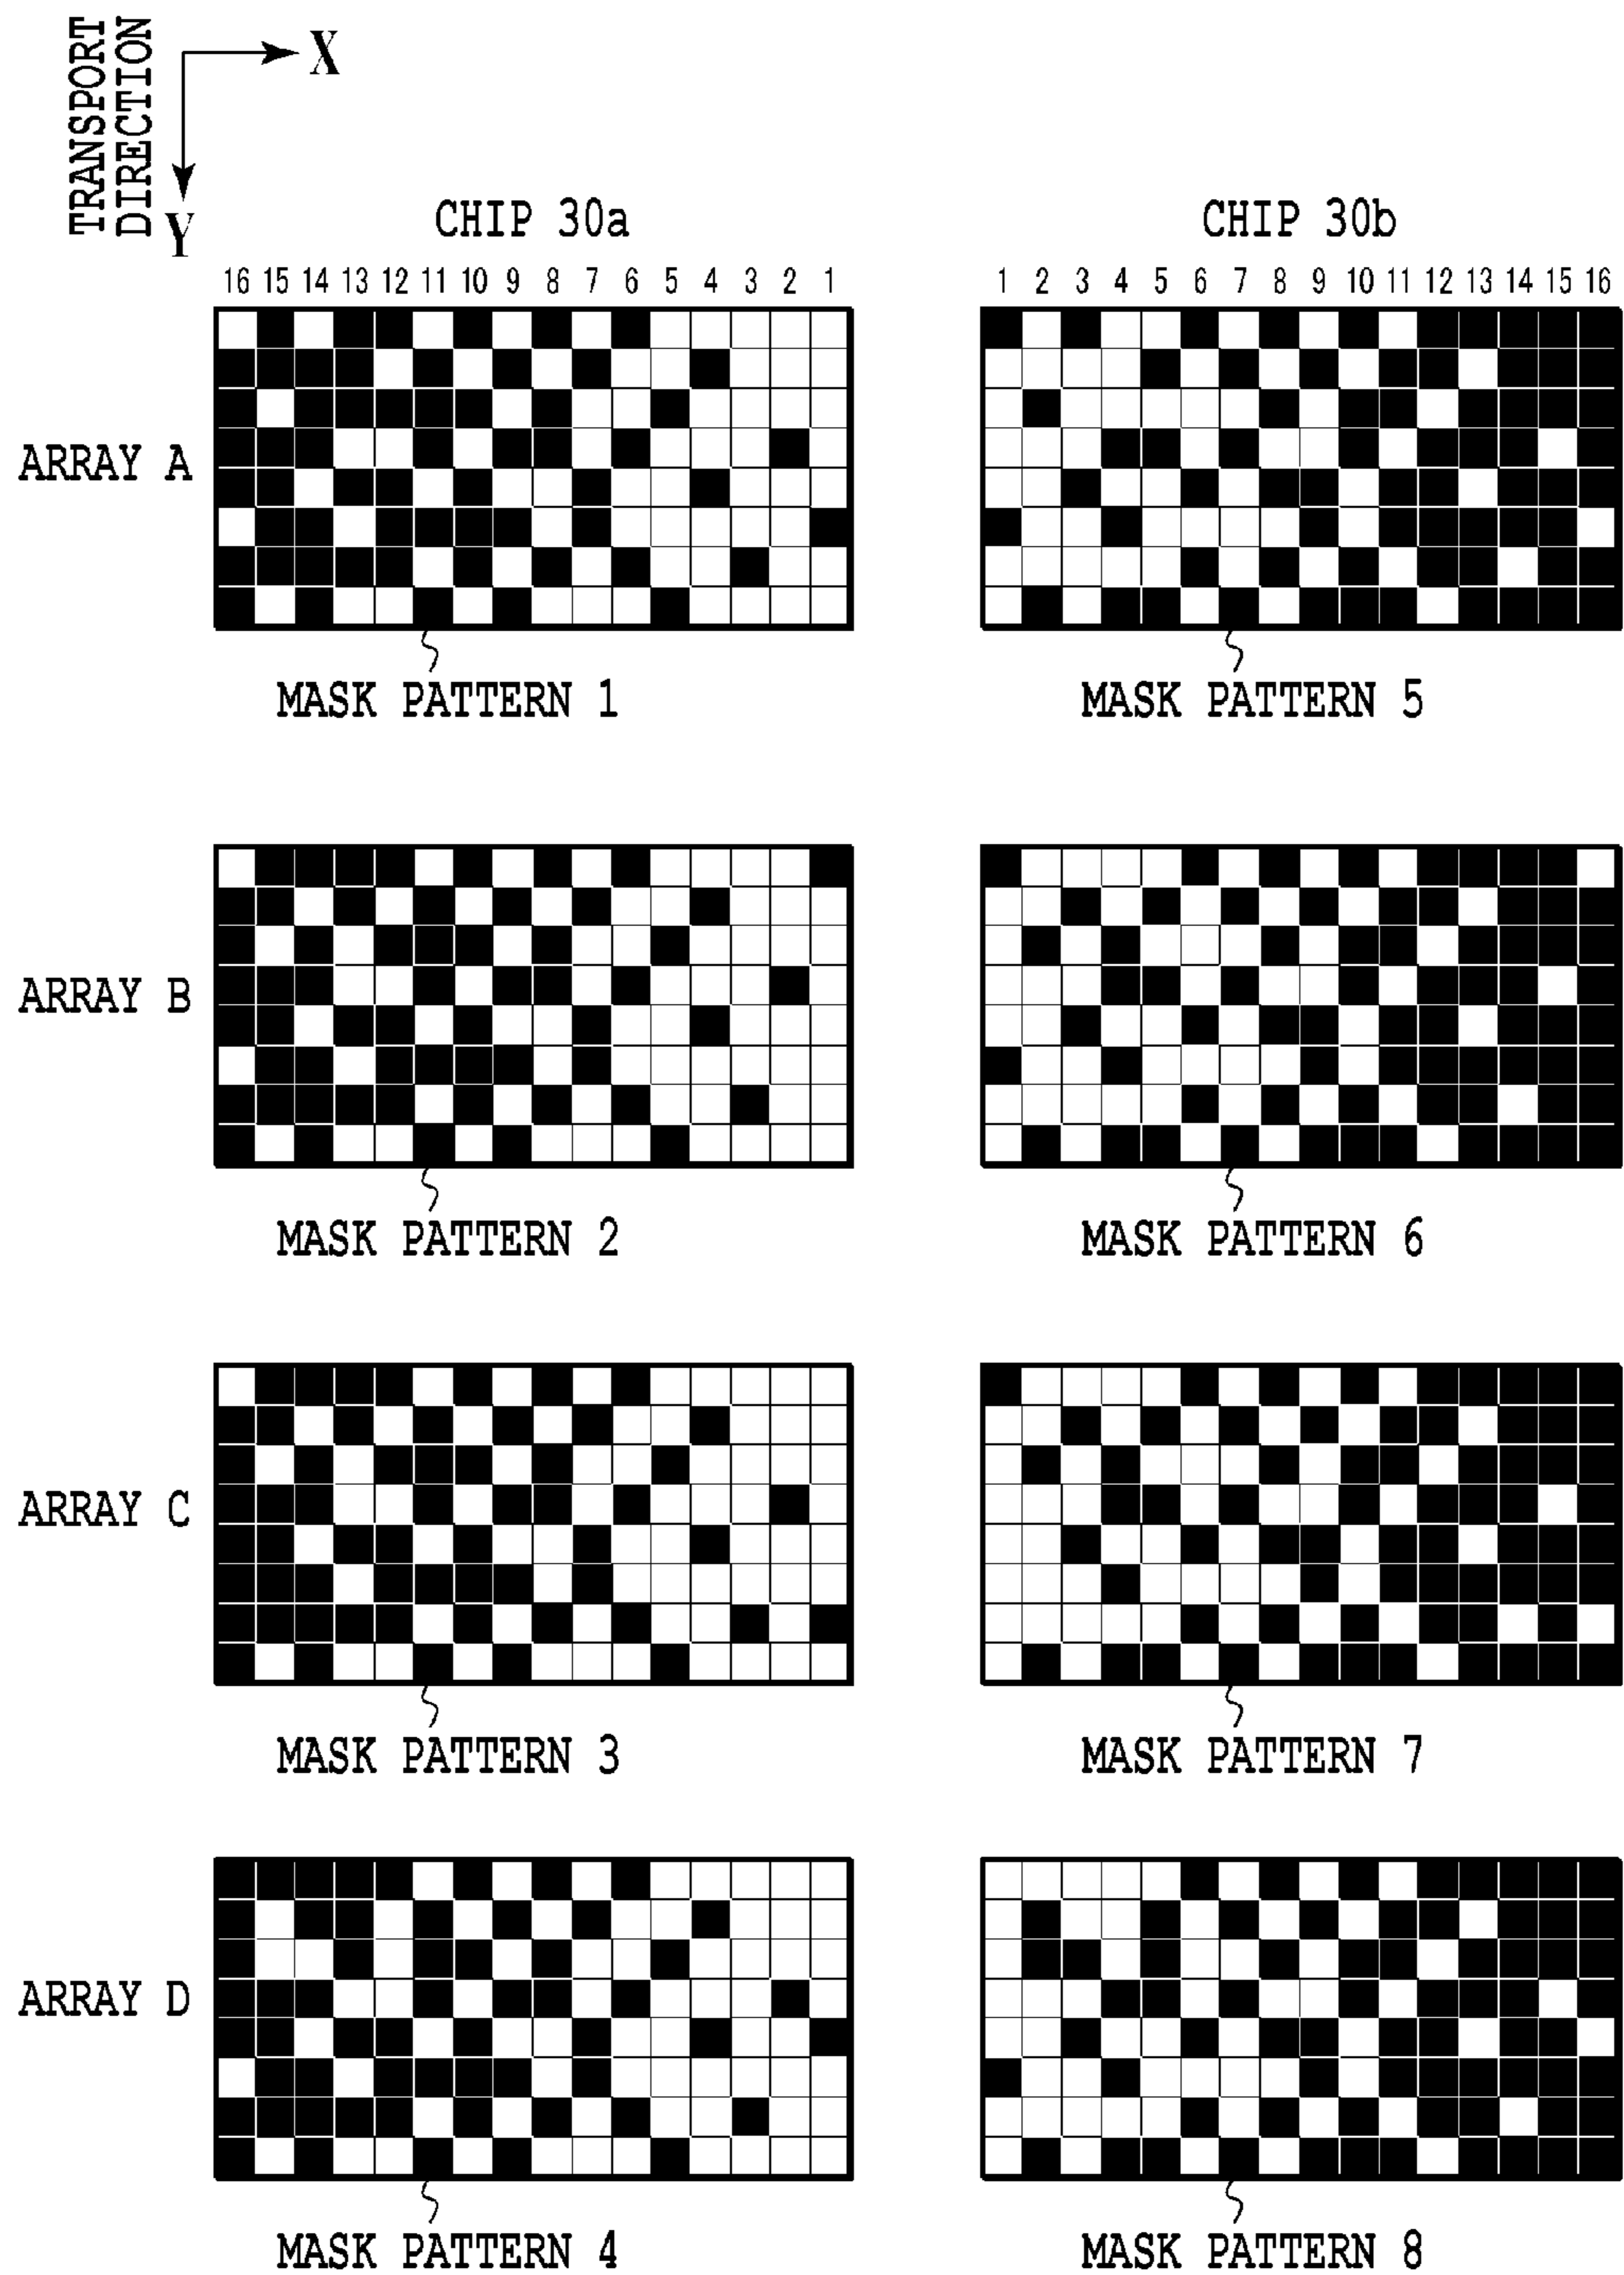 TRANSPORT
DIRECTION
X
Y
CHIP 30a
CHIP 30b
16 15 14 13 12 11 10 9 8 7 6 5 4 3 2 1
1 2 3 4 5 6 7 8 9 10 11 12 13 14 15 16
ARRAY A
MASK PATTERN 1
MASK PATTERN 5
ARRAY B
MASK PATTERN 2
MASK PATTERN 6
ARRAY C
MASK PATTERN 3
MASK PATTERN 7
ARRAY D
MASK PATTERN 4
MASK PATTERN 8